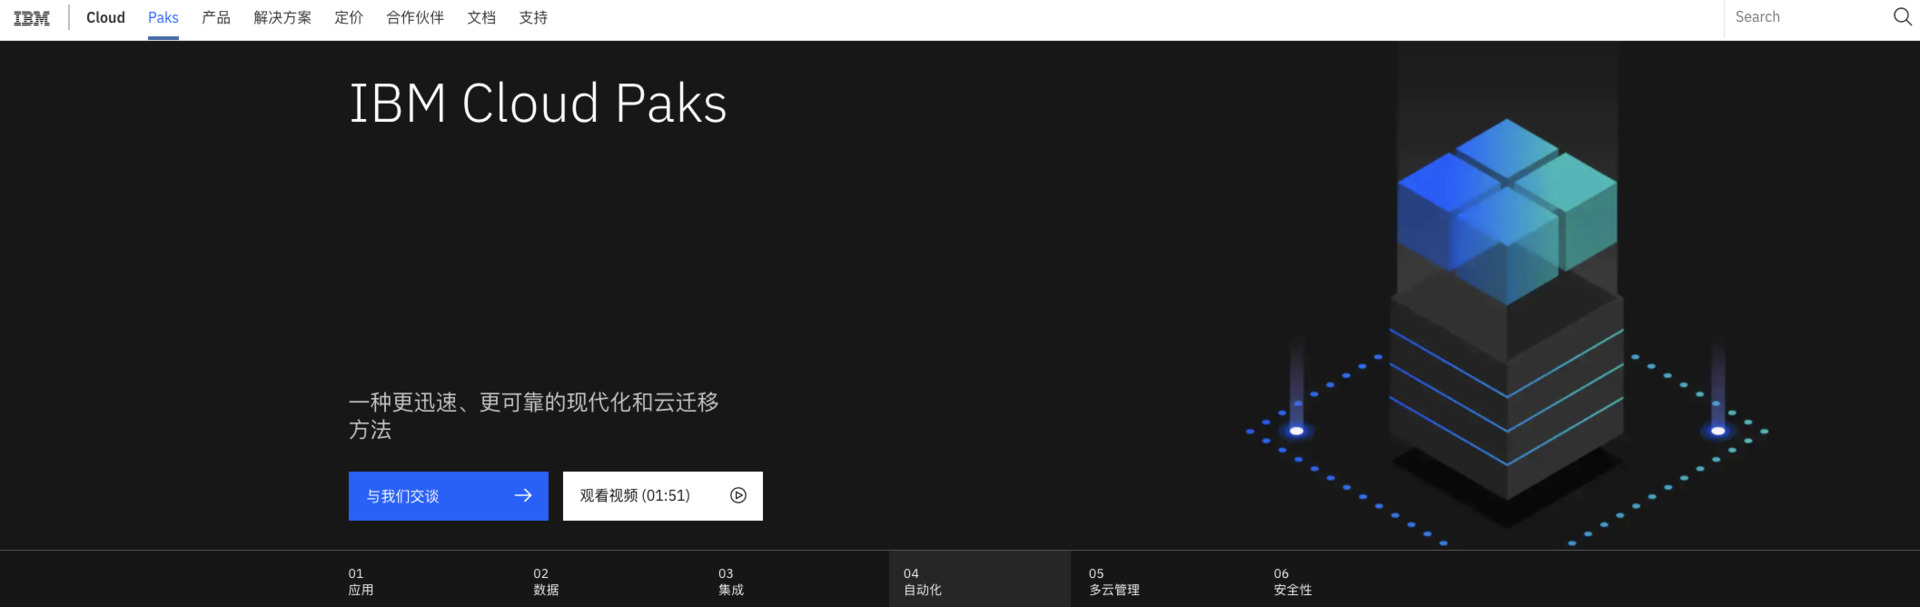 IBM Cloud Paks 产品 解决方案 定价 合作伙伴 文档 支持 Search
IBM Cloud Paks
一种更迅速、更可靠的现代化和云迁移
方法
与我们交谈 观看视频 (01:51)
01 02 03 04 05 06
应用 数据 集成 自动化 多云管理 安全性